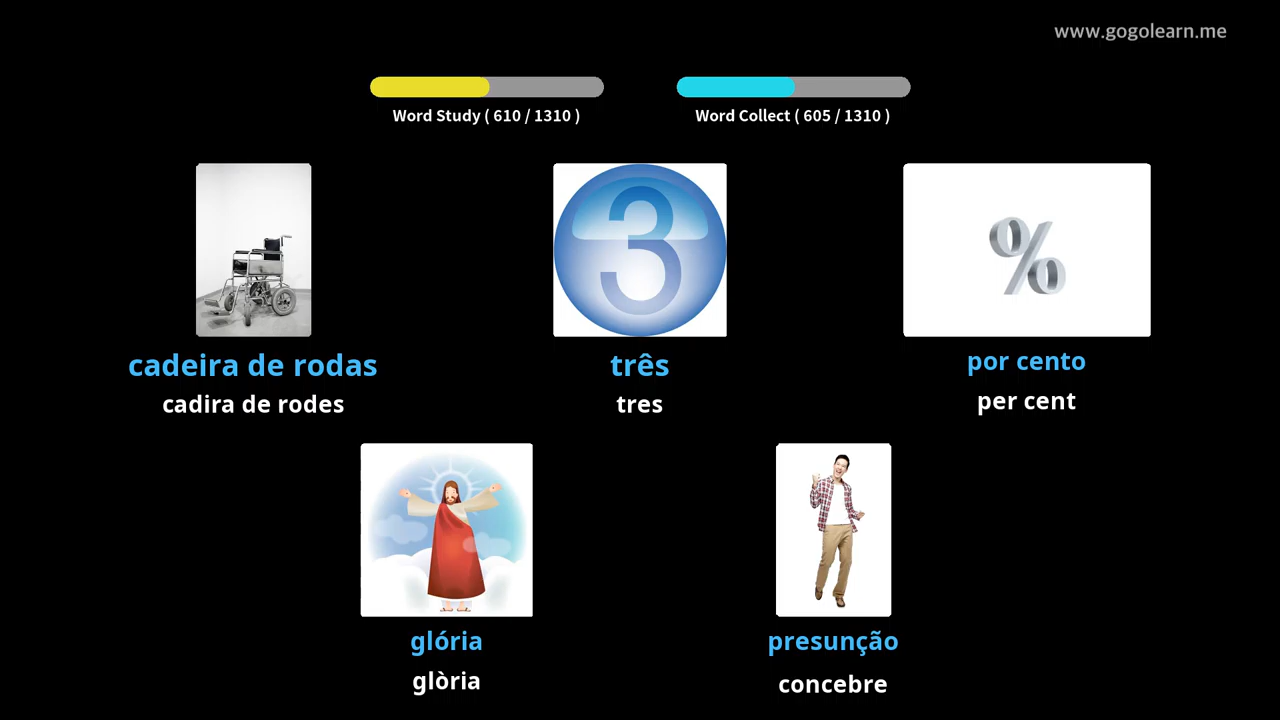 www.gogolearn.me
Word Study ( 610 / 1310 )
Word Collect ( 605 / 1310 )
3
%
cadeira de rodas
três
por cento
cadira de rodes
tres
per cent
glória
presunção
glòria
concebre